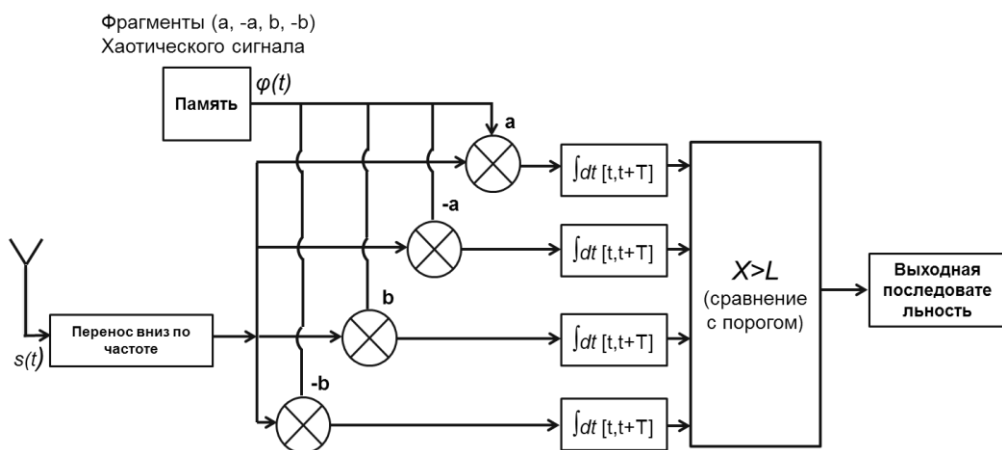 Фрагменты (a, -a, b, -b)
Хаотического сигнала
φ(t)
Память
a
∫dt [t,t+T]
-a
∫dt [t,t+T]
X>L
(сравнение
с порогом)
Выходная
последовате
льность
b
∫dt [t,t+T]
Перенос вниз по
частоте
s(t)
-b
∫dt [t,t+T]